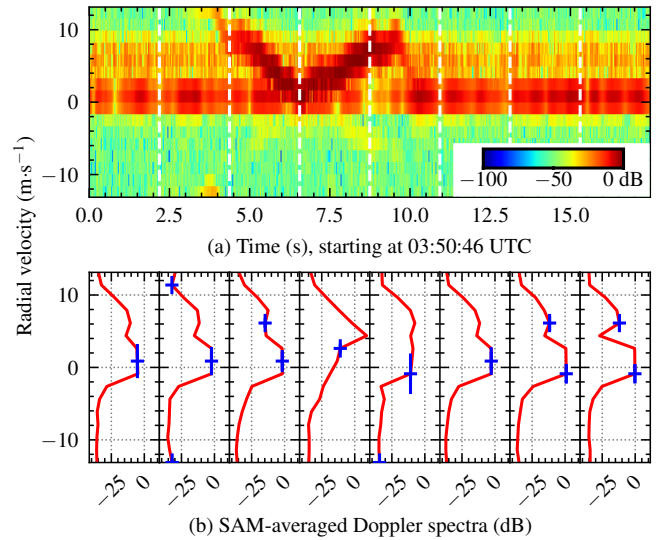 Radial velocity (m·s⁻¹)
10
0
−10
−100 −50 0 dB
0.0 2.5 5.0 7.5 10.0 12.5 15.0
(a) Time (s), starting at 03:50:46 UTC
10
0
−10
−25 0 −25 0 −25 0 −25 0 −25 0 −25 0 −25 0 −25 0
(b) SAM-averaged Doppler spectra (dB)